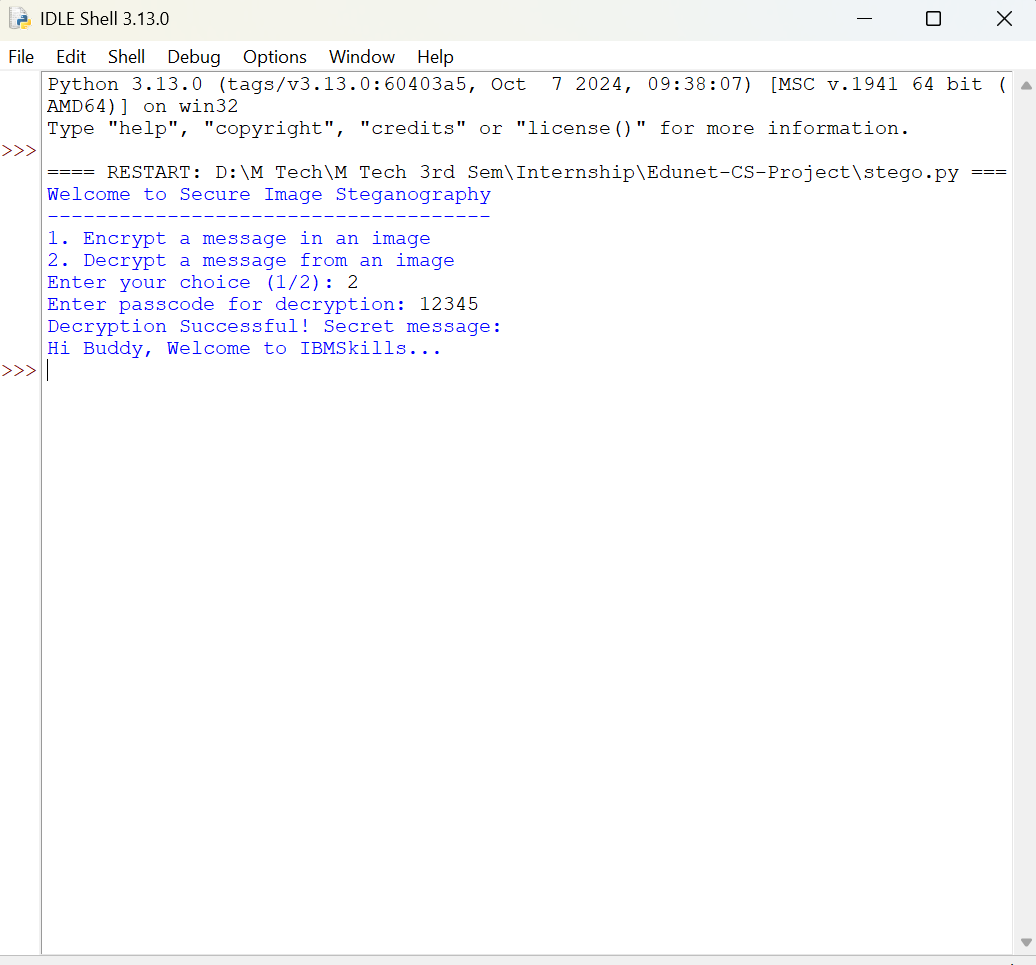 IDLE Shell 3.13.0
File Edit Shell Debug Options Window Help
Python 3.13.0 (tags/v3.13.0:60403a5, Oct  7 2024, 09:38:07) [MSC v.1941 64 bit (
AMD64)] on win32
Type "help", "copyright", "credits" or "license()" for more information.
>>>
==== RESTART: D:\M Tech\M Tech 3rd Sem\Internship\Edunet-CS-Project\stego.py ===
Welcome to Secure Image Steganography
-------------------------------------
1. Encrypt a message in an image
2. Decrypt a message from an image
Enter your choice (1/2): 2
Enter passcode for decryption: 12345
Decryption Successful! Secret message:
Hi Buddy, Welcome to IBMSkills...
>>>